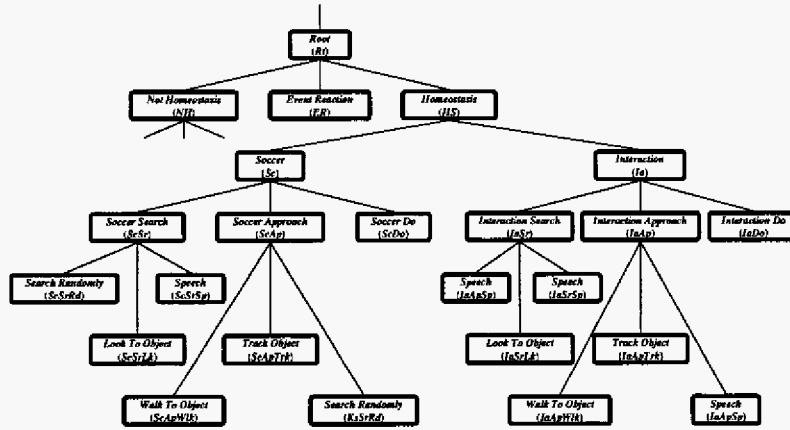 Root
(Rt)
Not Homeostasis
(NH)
Event Reaction
(ER)
Homeostasis
(HS)
Soccer
(Sc)
Interaction
(Ia)
Soccer Search
(ScSr)
Soccer Approach
(ScAp)
Soccer Do
(ScDo)
Interaction Search
(IaSr)
Interaction Approach
(IaAp)
Interaction Do
(IaDo)
Search Randomly
(ScSrRd)
Speech
(ScSrSp)
Speech
(IaApSp)
Speech
(IaSrSp)
Look To Object
(ScSrLk)
Track Object
(ScApTrk)
Look To Object
(IaSrLk)
Track Object
(IaApTrk)
Walk To Object
(ScApWlk)
Search Randomly
(KsSrRd)
Walk To Object
(IaApWlk)
Speech
(IaApSp)